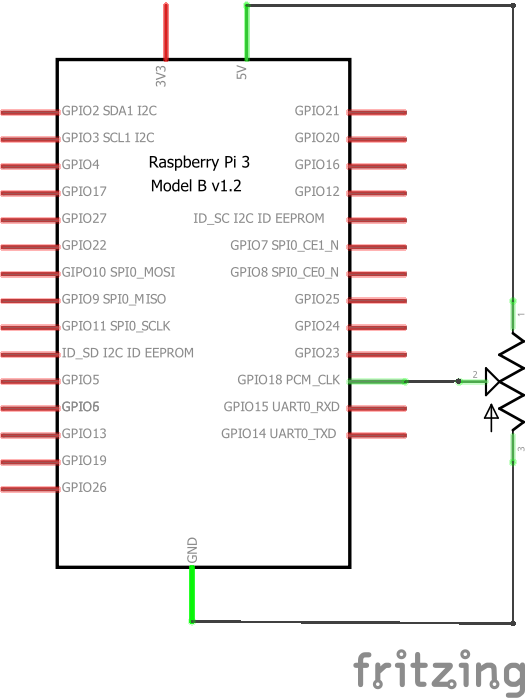 3V3
5V
GPIO2 SDA1 I2C
GPIO21
GPIO3 SCL1 I2C
GPIO20
Raspberry Pi 3
Model B v1.2
GPIO4
GPIO16
GPIO17
GPIO12
GPIO27
ID_SC I2C ID EEPROM
GPIO22
GPIO7 SPI0_CE1_N
GIPO10 SPI0_MOSI
GPIO8 SPI0_CE0_N
GPIO9 SPI0_MISO
GPIO25
GPIO11 SPI0_SCLK
GPIO24
ID_SD I2C ID EEPROM
GPIO23
GPIO5
GPIO18 PCM_CLK
GPIO6
GPIO15 UART0_RXD
GPIO13
GPIO14 UART0_TXD
GPIO19
GPIO26
GND
1
2
3
fritzing